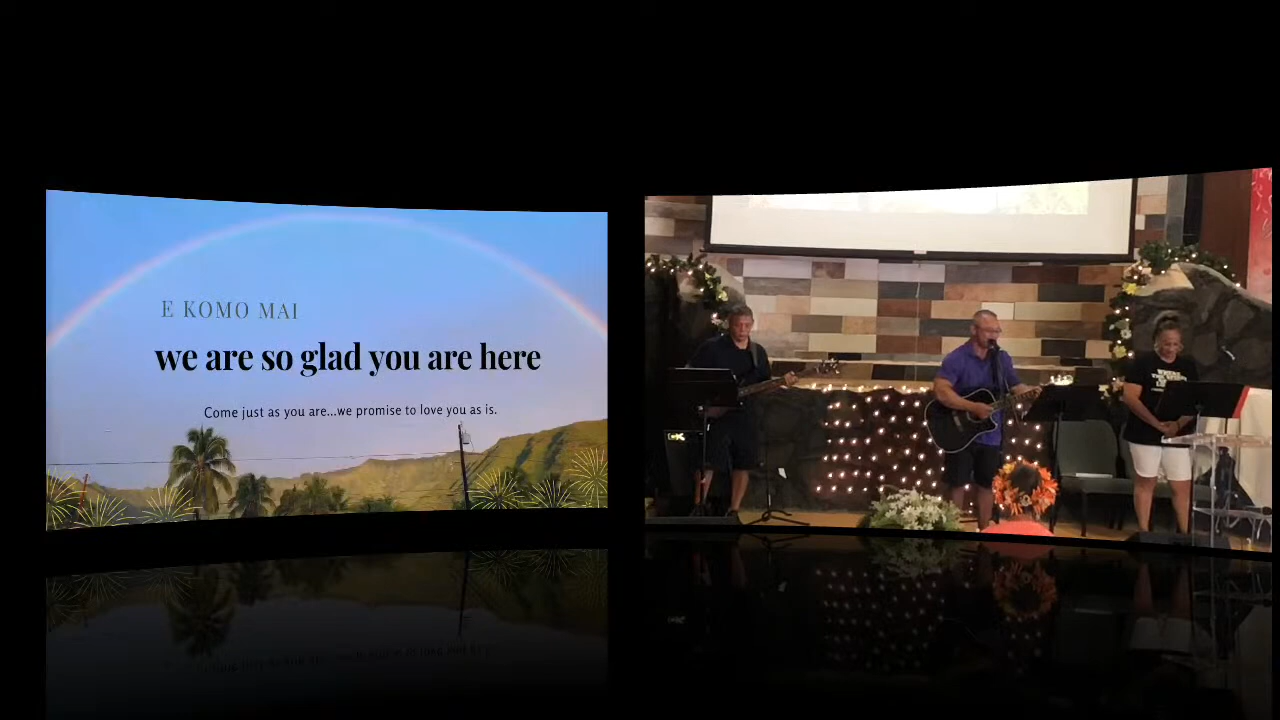 E KOMO MAI
we are so glad you are here
Come just as you are...we promise to love you as is.